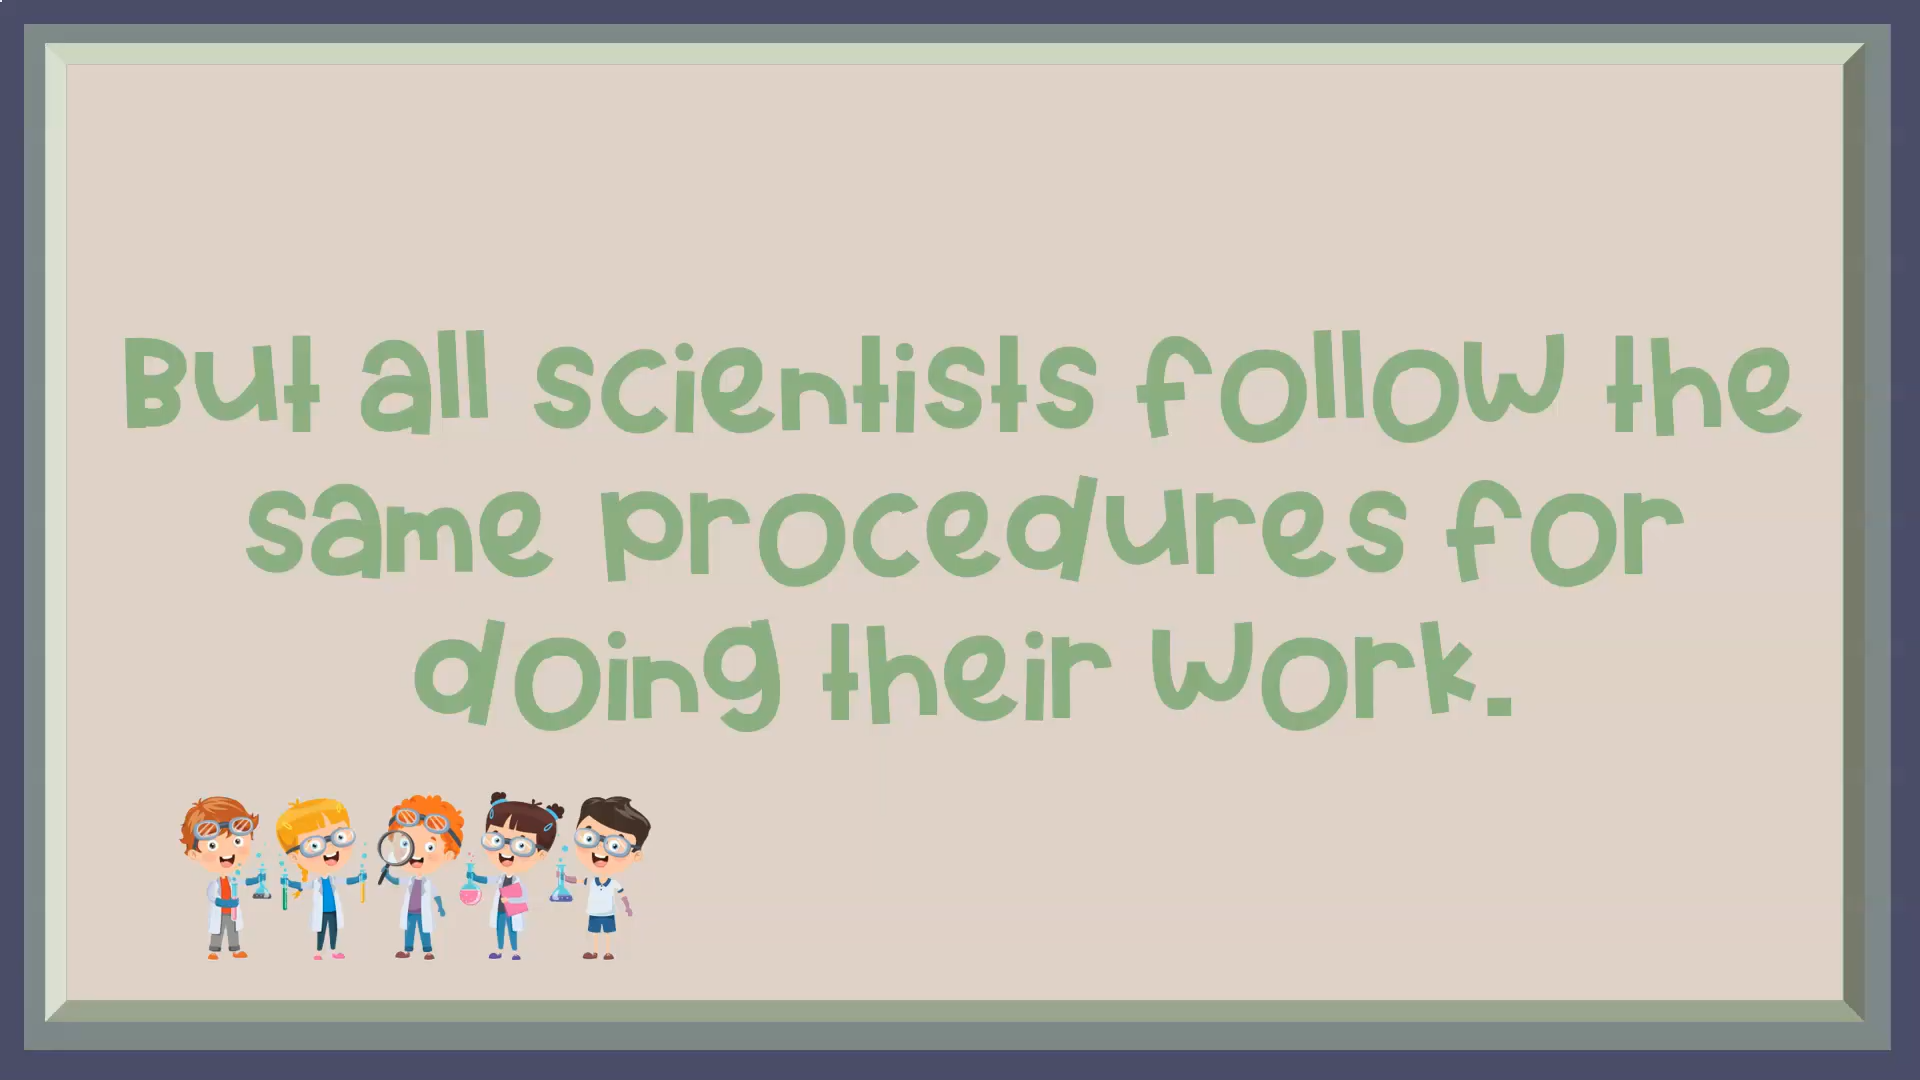 But all scientists follow the
same procedures for
doing their work.